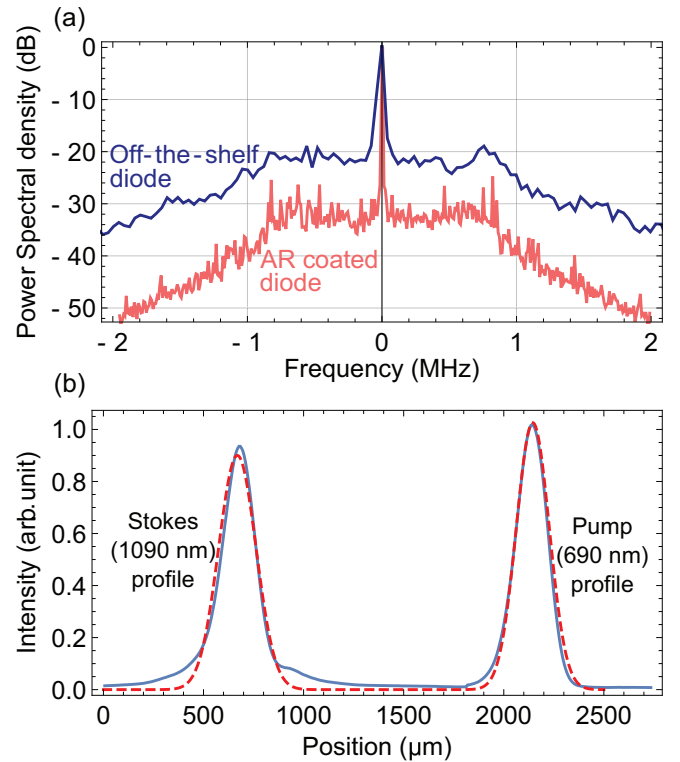 (a)
Power Spectral density (dB)
0
- 10
- 20
- 30
- 40
- 50
Off-the-shelf
diode
AR coated
diode
- 2
- 1
0
1
2
Frequency (MHz)
(b)
Intensity (arb.unit)
1.0
0.8
0.6
0.4
0.2
0.0
Stokes
(1090 nm)
profile
Pump
(690 nm)
profile
0
500
1000
1500
2000
2500
Position (μm)